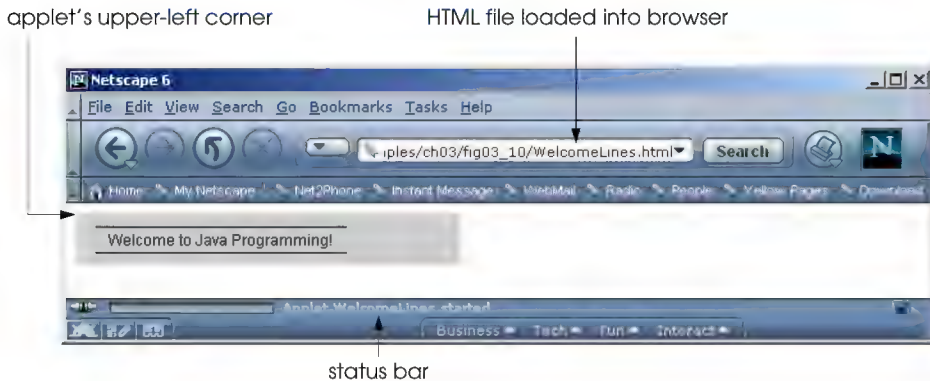 applet's upper-left corner
HTML file loaded into browser
Netscape 6
File Edit View Search Go Bookmarks Tasks Help
iples/ch03/fig03_10/WelcomeLines.html Search N
Home My Netscape Net2Phone Instant Message WebMail Radio People Yellow Pages Download
Welcome to Java Programming!
Applet WelcomeLines started
Business Tech Fun Interact
status bar